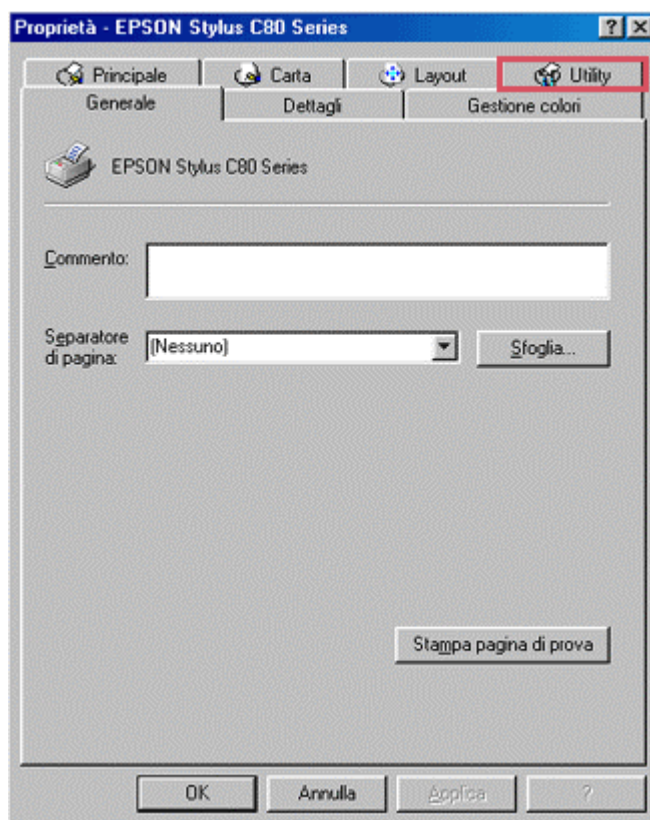 Proprietà - EPSON Stylus C80 Series
Principale Carta Layout Utility
Generale Dettagli Gestione colori
EPSON Stylus C80 Series
Commento:
Separatore
di pagina:
(Nessuno)
Sfoglia...
Stampa pagina di prova
OK Annulla Applica ?